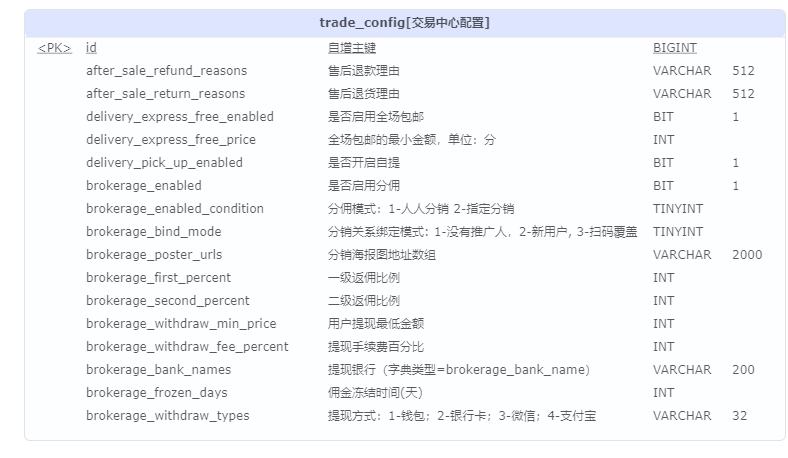 trade_config[交易中心配置]
<PK> id 自增主键 BIGINT
after_sale_refund_reasons 售后退款理由 VARCHAR 512
after_sale_return_reasons 售后退货理由 VARCHAR 512
delivery_express_free_enabled 是否启用全场包邮 BIT 1
delivery_express_free_price 全场包邮的最小金额，单位：分 INT
delivery_pick_up_enabled 是否开启自提 BIT 1
brokerage_enabled 是否启用分佣 BIT 1
brokerage_enabled_condition 分佣模式：1-人人分销 2-指定分销 TINYINT
brokerage_bind_mode 分销关系绑定模式: 1-没有推广人，2-新用户, 3-扫码覆盖 TINYINT
brokerage_poster_urls 分销海报图地址数组 VARCHAR 2000
brokerage_first_percent 一级返佣比例 INT
brokerage_second_percent 二级返佣比例 INT
brokerage_withdraw_min_price 用户提现最低金额 INT
brokerage_withdraw_fee_percent 提现手续费百分比 INT
brokerage_bank_names 提现银行（字典类型=brokerage_bank_name） VARCHAR 200
brokerage_frozen_days 佣金冻结时间(天) INT
brokerage_withdraw_types 提现方式：1-钱包；2-银行卡；3-微信；4-支付宝 VARCHAR 32